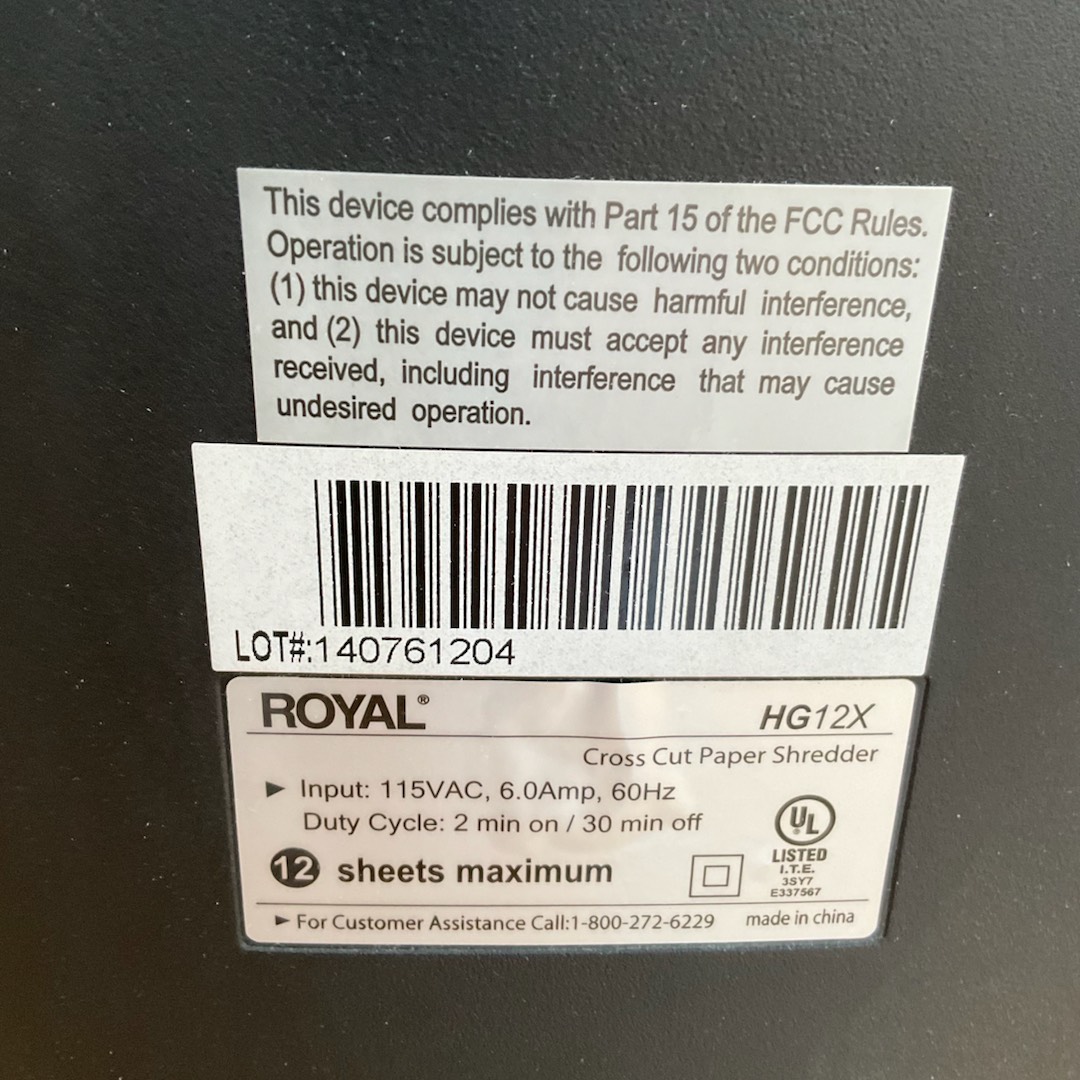 This device complies with Part 15 of the FCC Rules.
Operation is subject to the following two conditions:
(1) this device may not cause harmful interference,
and (2) this device must accept any interference
received, including interference that may cause
undesired operation.
LOT#:140761204
ROYAL® HG12X
Cross Cut Paper Shredder
► Input: 115VAC, 6.0Amp, 60Hz
Duty Cycle: 2 min on / 30 min off
12 sheets maximum
UL
LISTED
I.T.E.
3SY7
E337567
► For Customer Assistance Call:1-800-272-6229 made in china